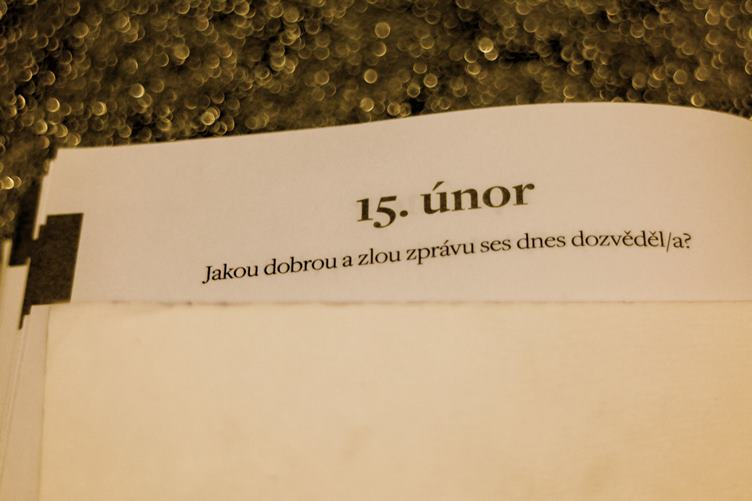 15. únor
Jakou dobrou a zlou zprávu ses dnes dozvěděl/a?